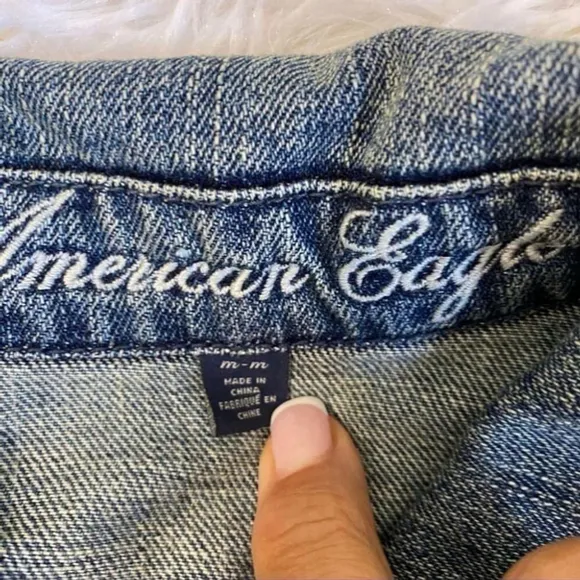 American Eagle
m-m
MADE IN
CHINA
FABRIQUÉ EN
CHINE